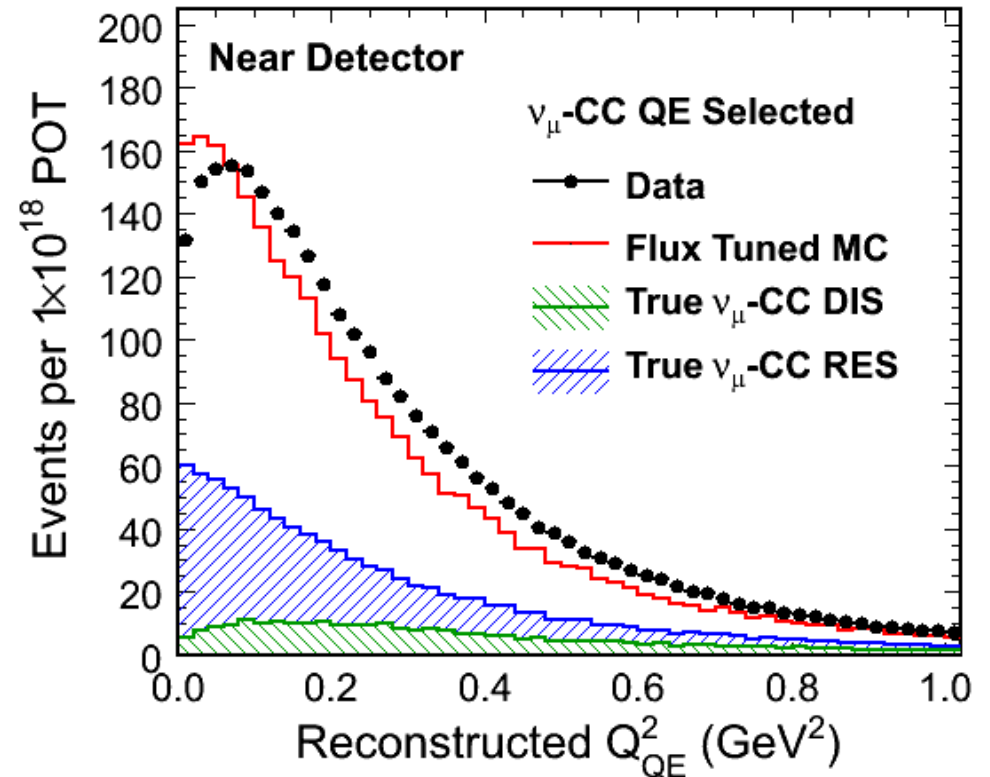 Near Detector
νμ-CC QE Selected
Data
Flux Tuned MC
True νμ-CC DIS
True νμ-CC RES
Events per 1×10¹⁸ POT
200
180
160
140
120
100
80
60
40
20
0
0.0 0.2 0.4 0.6 0.8 1.0
Reconstructed Q²QE (GeV²)